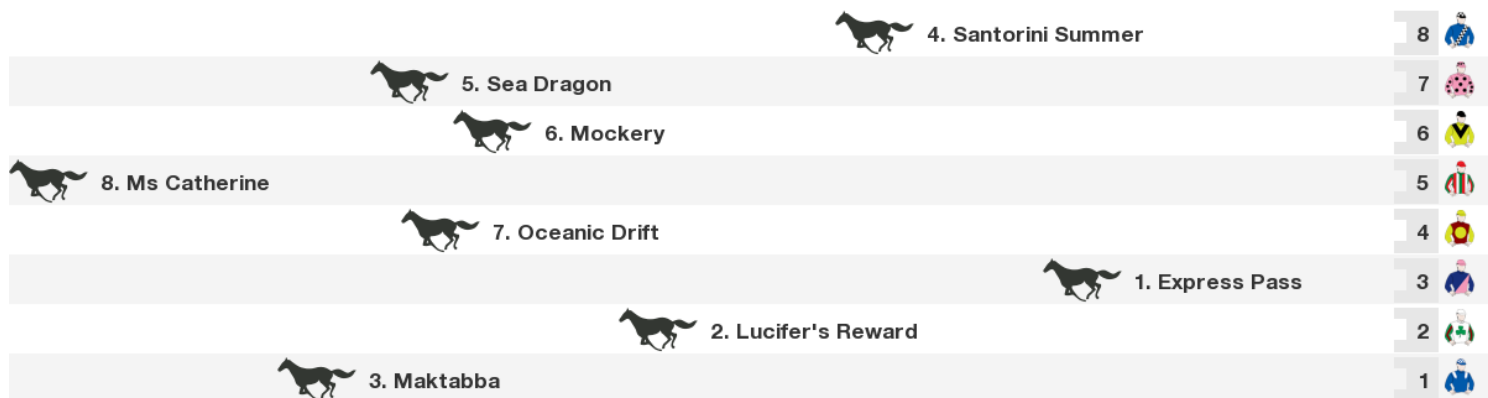 4. Santorini Summer 8
5. Sea Dragon 7
6. Mockery 6
8. Ms Catherine 5
7. Oceanic Drift 4
1. Express Pass 3
2. Lucifer's Reward 2
3. Maktabba 1